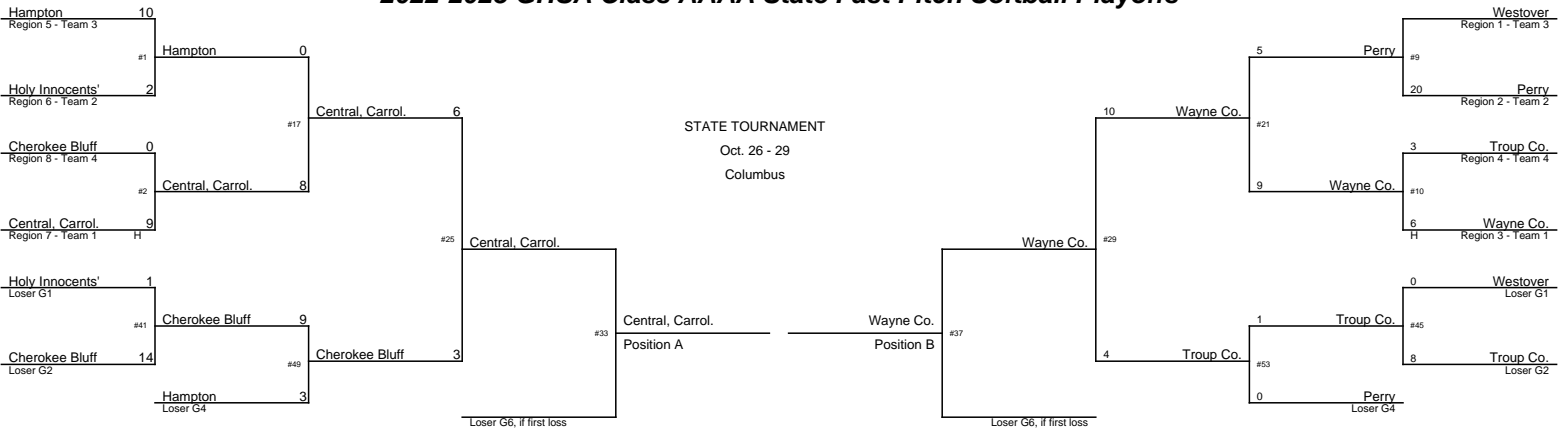 2022-2023 GHSA Class AAAA State Fast Pitch Softball Playoffs
Hampton 10
Region 5 - Team 3
#1
Hampton 0
Holy Innocents' 2
Region 6 - Team 2
#17
Central, Carrol. 6
Cherokee Bluff 0
Region 8 - Team 4
#2
Central, Carrol. 8
Central, Carrol. 9
Region 7 - Team 1 H
#25
Central, Carrol.
Holy Innocents' 1
Loser G1
#41
Cherokee Bluff 9
Cherokee Bluff 14
Loser G2
#49
Cherokee Bluff 3
Hampton 3
Loser G4
Loser G6, if first loss
#33
Central, Carrol.
Position A
STATE TOURNAMENT
Oct. 26 - 29
Columbus
Westover
Region 1 - Team 3
5 Perry
#9
20 Perry
Region 2 - Team 2
10 Wayne Co.
#21
3 Troup Co.
Region 4 - Team 4
9 Wayne Co.
#10
6 Wayne Co.
H Region 3 - Team 1
Wayne Co.
#29
0 Westover
Loser G1
1 Troup Co.
#45
8 Troup Co.
Loser G2
4 Troup Co.
#53
0 Perry
Loser G4
Wayne Co.
Position B
#37
Loser G6, if first loss